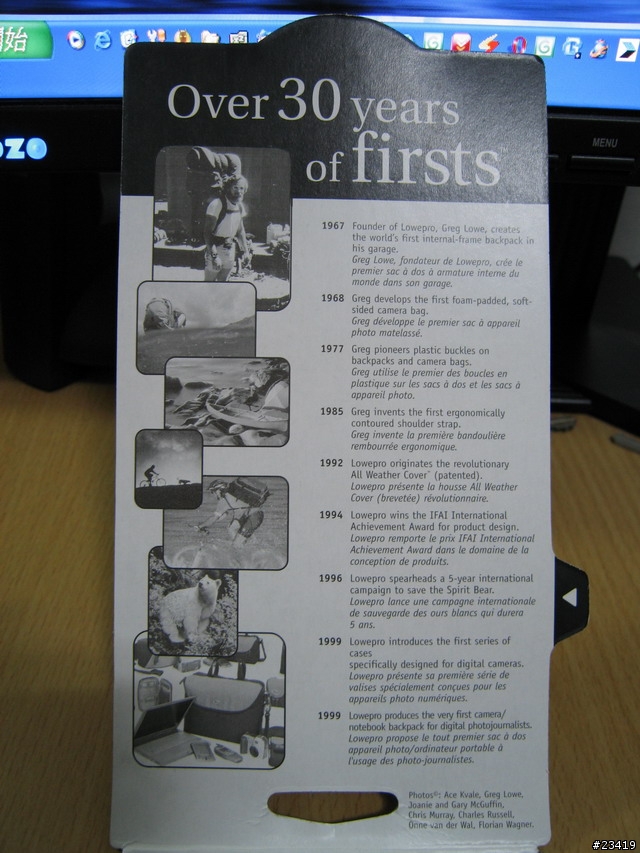 始
ozo
MENU
Over 30 years
of firsts
1967 Founder of Lowepro, Greg Lowe, creates
the world's first internal-frame backpack in
his garage.
Greg Lowe, fondateur de Lowepro, crée le
premier sac à dos à armature interne du
monde dans son garage.
1968 Greg develops the first foam-padded, soft-
sided camera bag.
Greg développe le premier sac à appareil
photo matelassé.
1977 Greg pioneers plastic buckles on
backpacks and camera bags.
Greg utilise le premier des boucles en
plastique sur les sacs à dos et les sacs à
appareil photo.
1985 Greg invents the first ergonomically
contoured shoulder strap.
Greg invente la première bandoulière
rembourrée ergonomique.
1992 Lowepro originates the revolutionary
All Weather Cover™ (patented).
Lowepro présente la housse All Weather
Cover (brevetée) révolutionnaire.
1994 Lowepro wins the IFAI International
Achievement Award for product design.
Lowepro remporte le prix IFAI International
Achievement Award dans le domaine de la
conception de produits.
1996 Lowepro spearheads a 5-year international
campaign to save the Spirit Bear.
Lowepro lance une campagne internationale
de sauvegarde des ours blancs qui durera
5 ans.
1999 Lowepro introduces the first series of
cases
specifically designed for digital cameras.
Lowepro présente sa première série de
valises spécialement conçues pour les
appareils photo numériques.
1999 Lowepro produces the very first camera/
notebook backpack for digital photojournalists.
Lowepro propose le tout premier sac à dos
appareil photo/ordinateur portable à
l'usage des photo-journalistes.
Photos©: Ace Kvale, Greg Lowe,
Joanie and Gary McGuffin,
Chris Murray, Charles Russell,
Onne van der Wal, Florian Wagner.
#23419